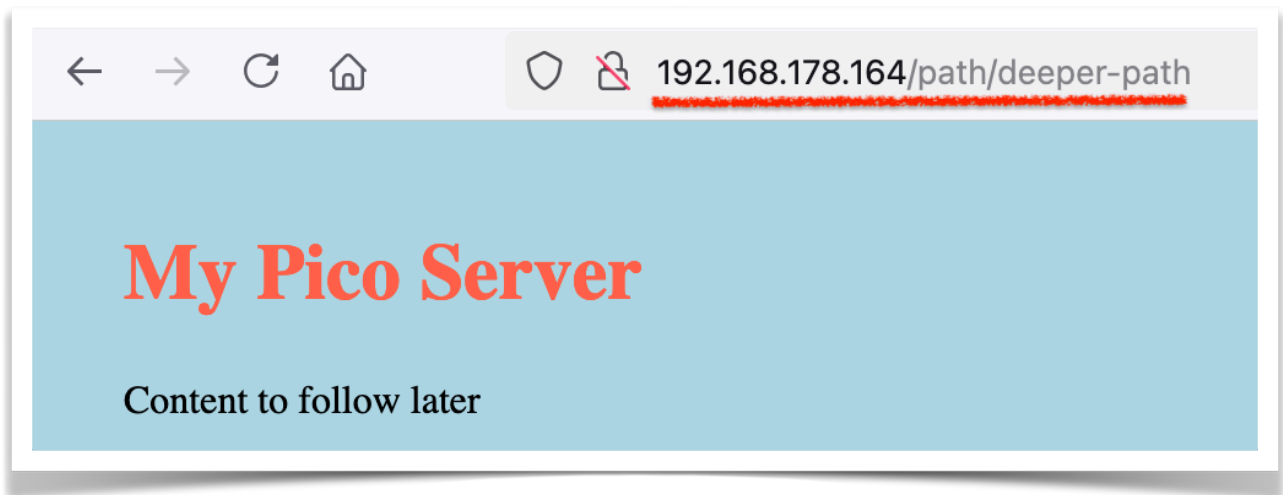 192.168.178.164/path/deeper-path
My Pico Server
Content to follow later